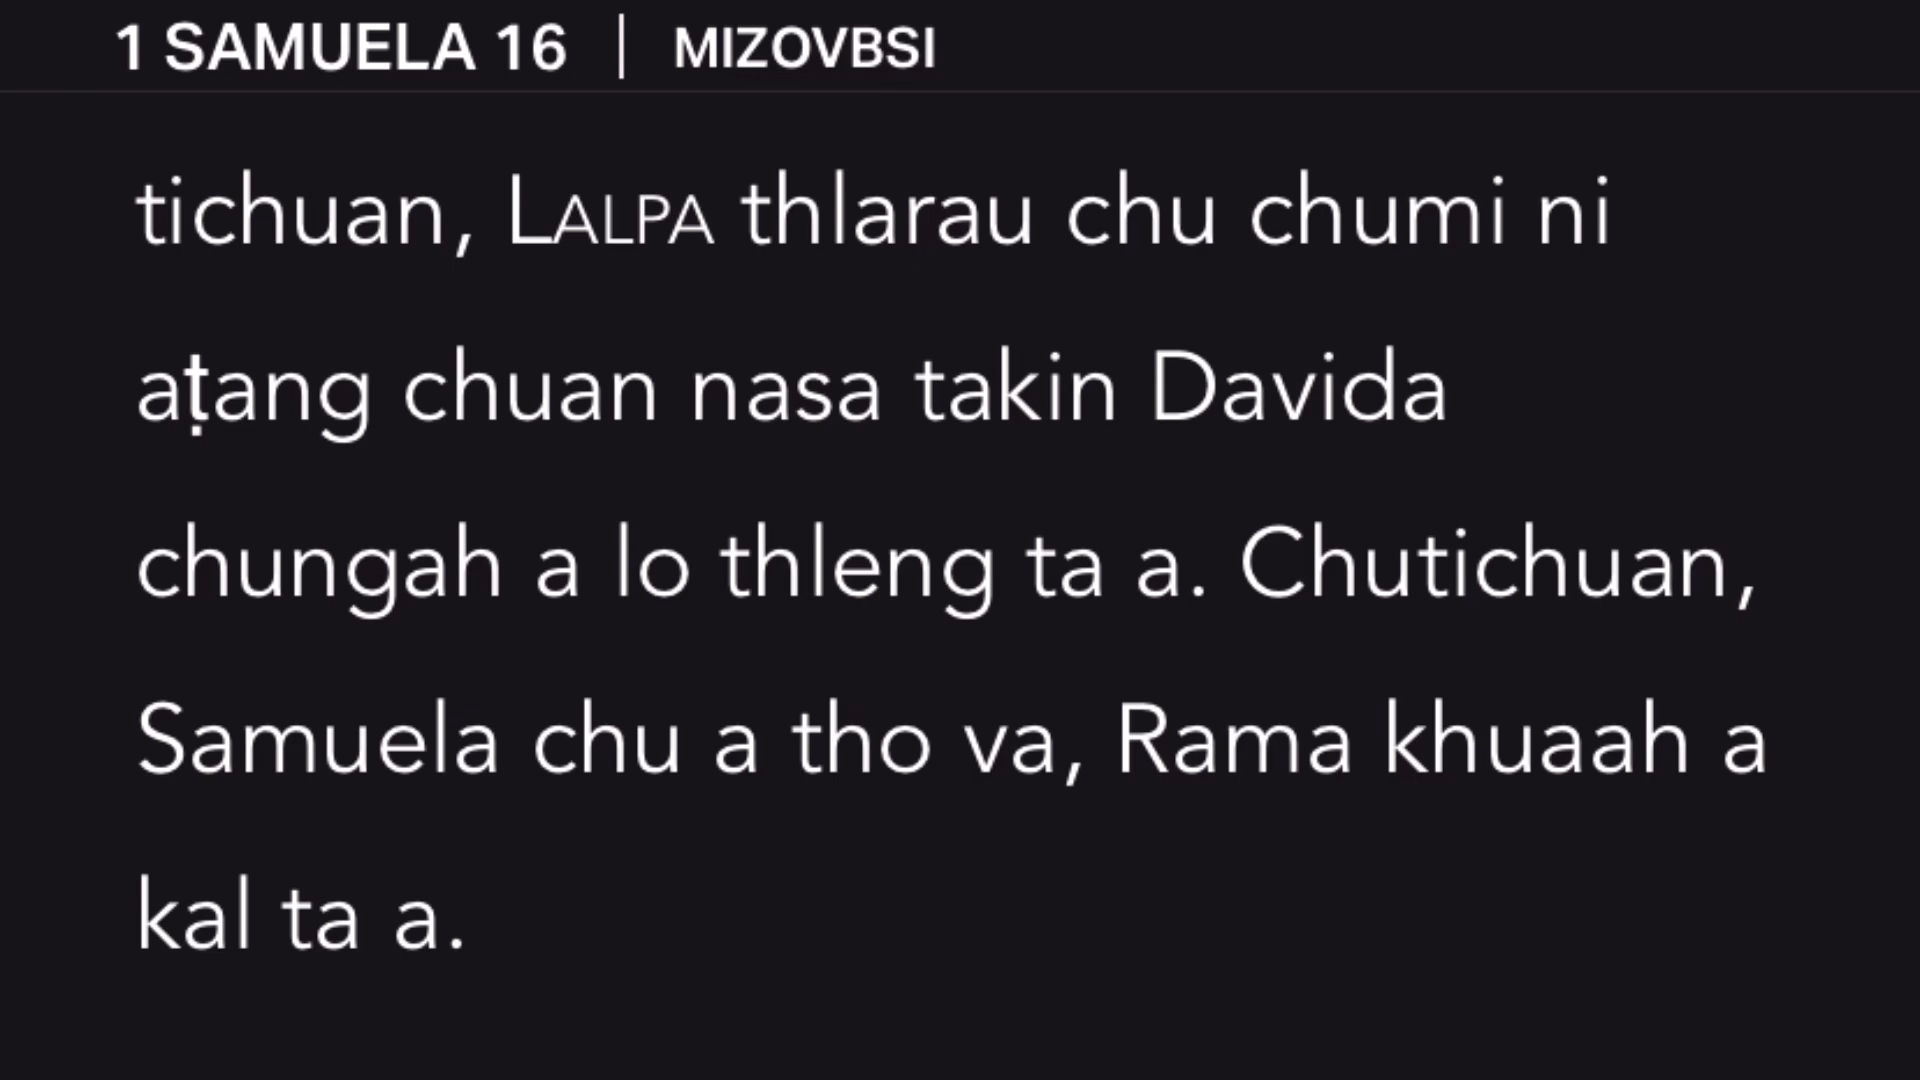 1 SAMUELA 16 | MIZOVBSI
tichuan, LALPA thlarau chu chumi ni
aṭang chuan nasa takin Davida
chungah a lo thleng ta a. Chutichuan,
Samuela chu a tho va, Rama khuaah a
kal ta a.